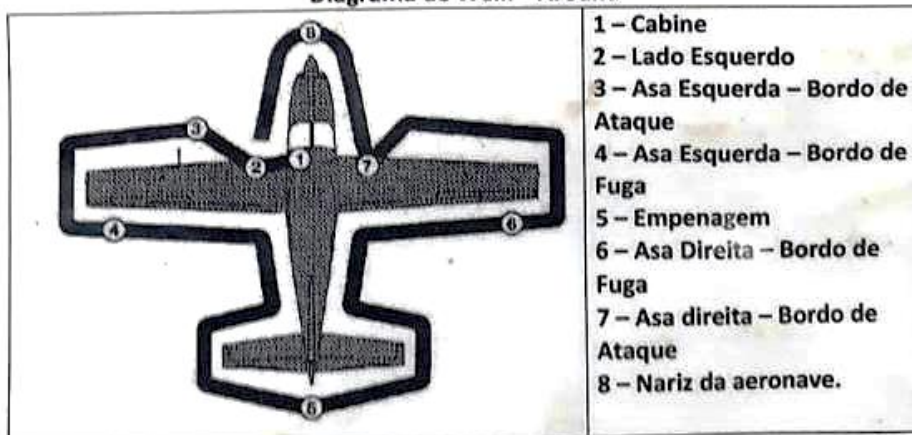 8
3
2
1
7
4
6
5
1 – Cabine
2 – Lado Esquerdo
3 – Asa Esquerda – Bordo de
Ataque
4 – Asa Esquerda – Bordo de
Fuga
5 – Empenagem
6 – Asa Direita – Bordo de
Fuga
7 – Asa direita – Bordo de
Ataque
8 – Nariz da aeronave.